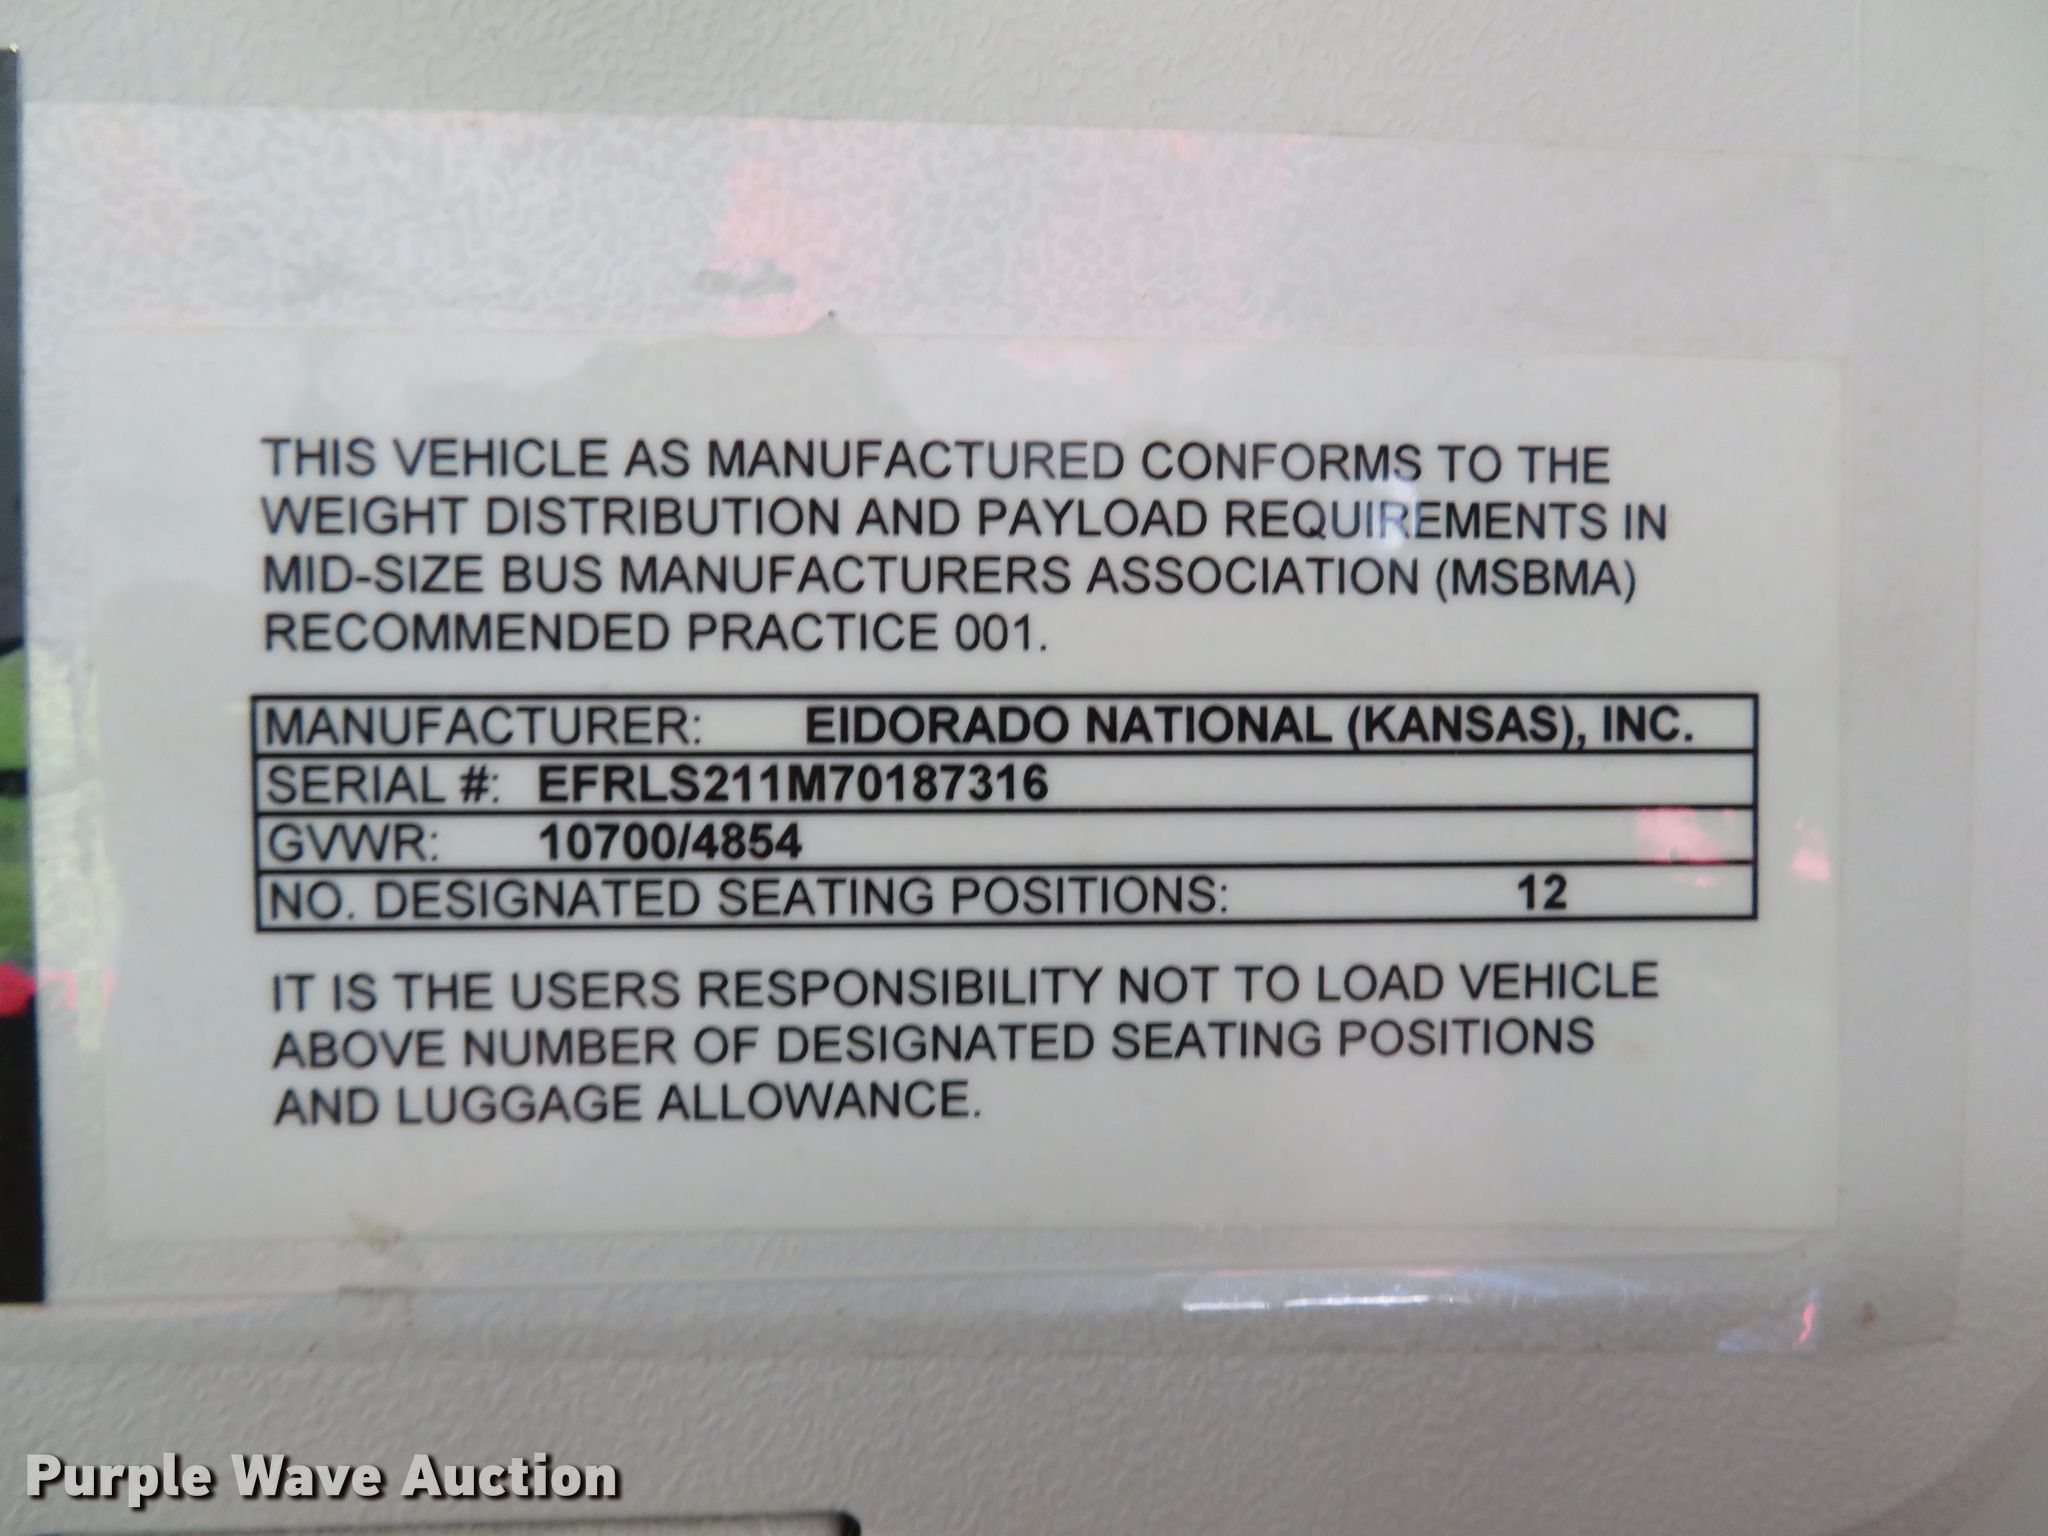 THIS VEHICLE AS MANUFACTURED CONFORMS TO THE
WEIGHT DISTRIBUTION AND PAYLOAD REQUIREMENTS IN
MID-SIZE BUS MANUFACTURERS ASSOCIATION (MSBMA)
RECOMMENDED PRACTICE 001.
MANUFACTURER: EIDORADO NATIONAL (KANSAS), INC.
SERIAL #: EFRLS211M70187316
GVWR: 10700/4854
NO. DESIGNATED SEATING POSITIONS: 12
IT IS THE USERS RESPONSIBILITY NOT TO LOAD VEHICLE
ABOVE NUMBER OF DESIGNATED SEATING POSITIONS
AND LUGGAGE ALLOWANCE.
Purple Wave Auction